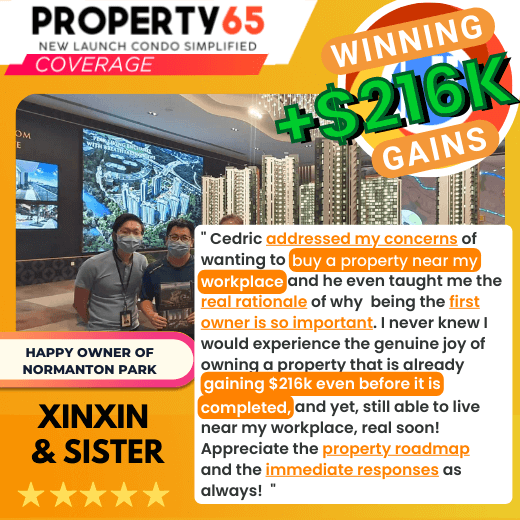 PROPERTY65
NEW LAUNCH CONDO SIMPLIFIED
COVERAGE
WINNING
+$216K
GAINS
WITH BREATHTAKING VIEWS
" Cedric addressed my concerns of
wanting to buy a property near my
workplace and he even taught me the
real rationale of why being the first
owner is so important. I never knew I
would experience the genuine joy of
owning a property that is already
gaining $216k even before it is
completed, and yet, still able to live
near my workplace, real soon!
Appreciate the property roadmap
and the immediate responses as
always! "
HAPPY OWNER OF
NORMANTON PARK
XINXIN
& SISTER